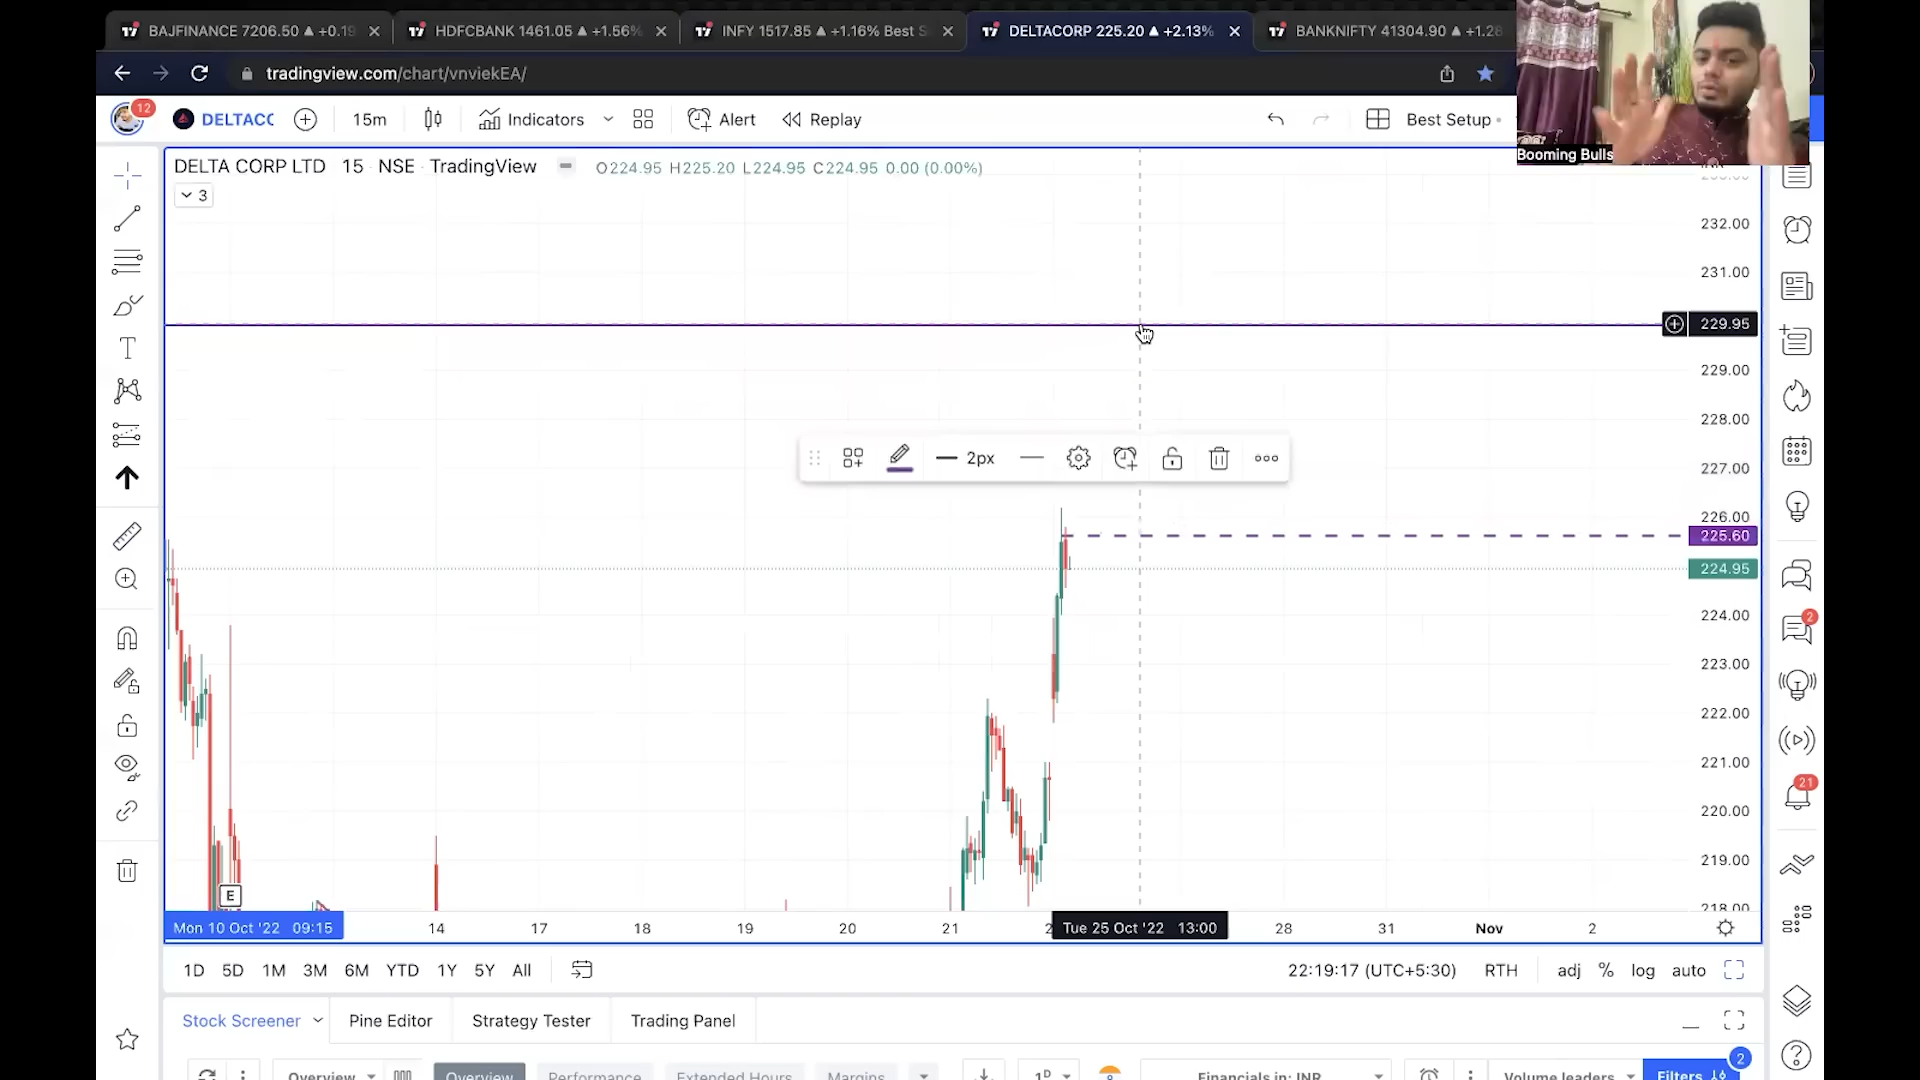 BAJFINANCE 7206.50 ▲ +0.19
HDFCBANK 1461.05 ▲ +1.56%
INFY 1517.85 ▲ +1.16% Best S
DELTACORP 225.20 ▲ +2.13%
BANKNIFTY 41304.90 ▲ +1.28
tradingview.com/chart/vnviekEA/
12
DELTACC
15m
Indicators
Alert
Replay
Best Setup
Booming Bulls
DELTA CORP LTD 15 NSE TradingView
O224.95 H225.20 L224.95 C224.95 0.00 (0.00%)
3
232.00
231.00
229.95
229.00
228.00
2px
227.00
226.00
225.60
224.95
224.00
223.00
2
222.00
221.00
21
220.00
219.00
E
218.00
Mon 10 Oct '22 09:15
14
17
18
19
20
21
Tue 25 Oct '22 13:00
28
31
Nov
2
1D 5D 1M 3M 6M YTD 1Y 5Y All
22:19:17 (UTC+5:30)
RTH
adj % log auto
Stock Screener
Pine Editor
Strategy Tester
Trading Panel
2
Overview
Overview
Performance
Extended Hours
Margins
1D
Financials in: INR
Volume leaders
Filters